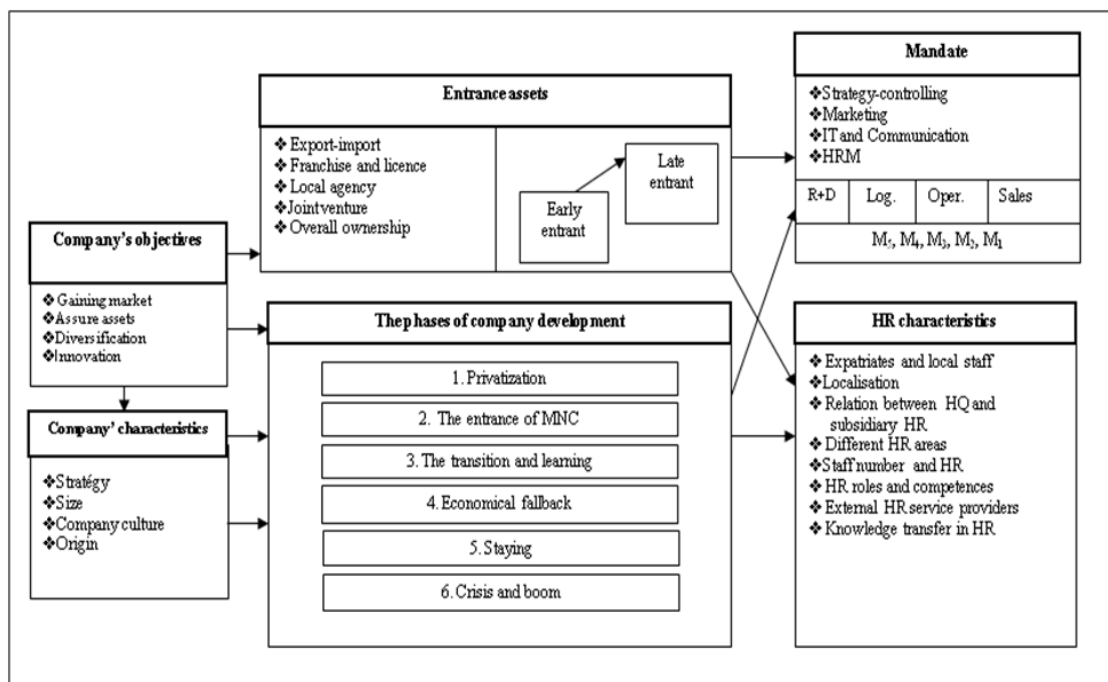 Entrance assets
❖ Export-import
❖ Franchise and licence
❖ Local agency
❖ Joint venture
❖ Overall ownership
Early
entrant
Late
entrant
Mandate
❖ Strategy-controlling
❖ Marketing
❖ IT and Communication
❖ HRM
R+D Log. Oper. Sales
M5, M4, M3, M2, M1
Company's objectives
❖ Gaining market
❖ Assure assets
❖ Diversification
❖ Innovation
Company' characteristics
❖ Stratégy
❖ Size
❖ Company culture
❖ Origin
The phases of company development
1. Privatization
2. The entrance of MNC
3. The transition and learning
4. Economical fallback
5. Staying
6. Crisis and boom
HR characteristics
❖ Expatriates and local staff
❖ Localisation
❖ Relation between HQ and
subsidiary HR
❖ Different HR areas
❖ Staff number and HR
❖ HR roles and competences
❖ External HR service providers
❖ Knowledge transfer in HR